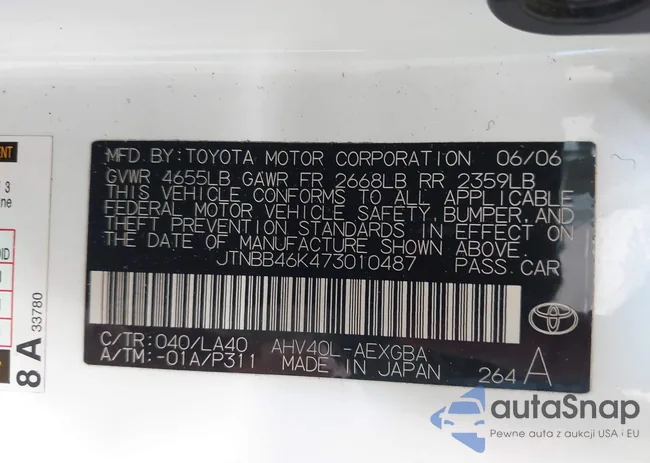 MFD BY: TOYOTA MOTOR CORPORATION 06/06
GVWR 4655LB GAWR FR 2668LB RR 2359LB
THIS VEHICLE CONFORMS TO ALL APPLICABLE
FEDERAL MOTOR VEHICLE SAFETY, BUMPER, AND
THEFT PREVENTION STANDARDS IN EFFECT ON
THE DATE OF MANUFACTURE SHOWN ABOVE.
JTNBB46K473010487 PASS. CAR
C/TR: 040/LA40 AHV40L-AEXGBA
A/TM: -01A/P311 MADE IN JAPAN 264 A
8 A 33780
3
autaSnap
Pewne auta z aukcji USA i EU